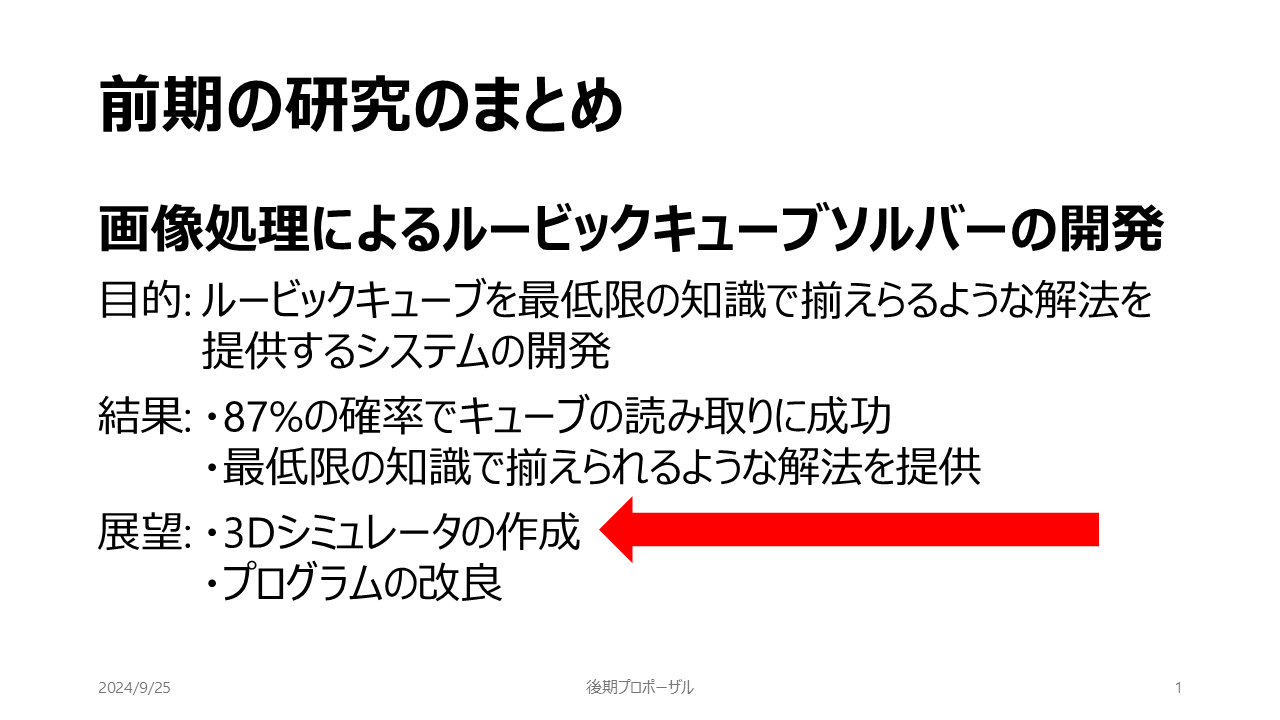 前期の研究のまとめ
画像処理によるルービックキューブソルバーの開発
目的: ルービックキューブを最低限の知識で揃えらるような解法を
提供するシステムの開発
結果: ・87%の確率でキューブの読み取りに成功
・最低限の知識で揃えられるような解法を提供
展望: ・3Dシミュレータの作成
・プログラムの改良
2024/9/25 後期プロポーザル 1